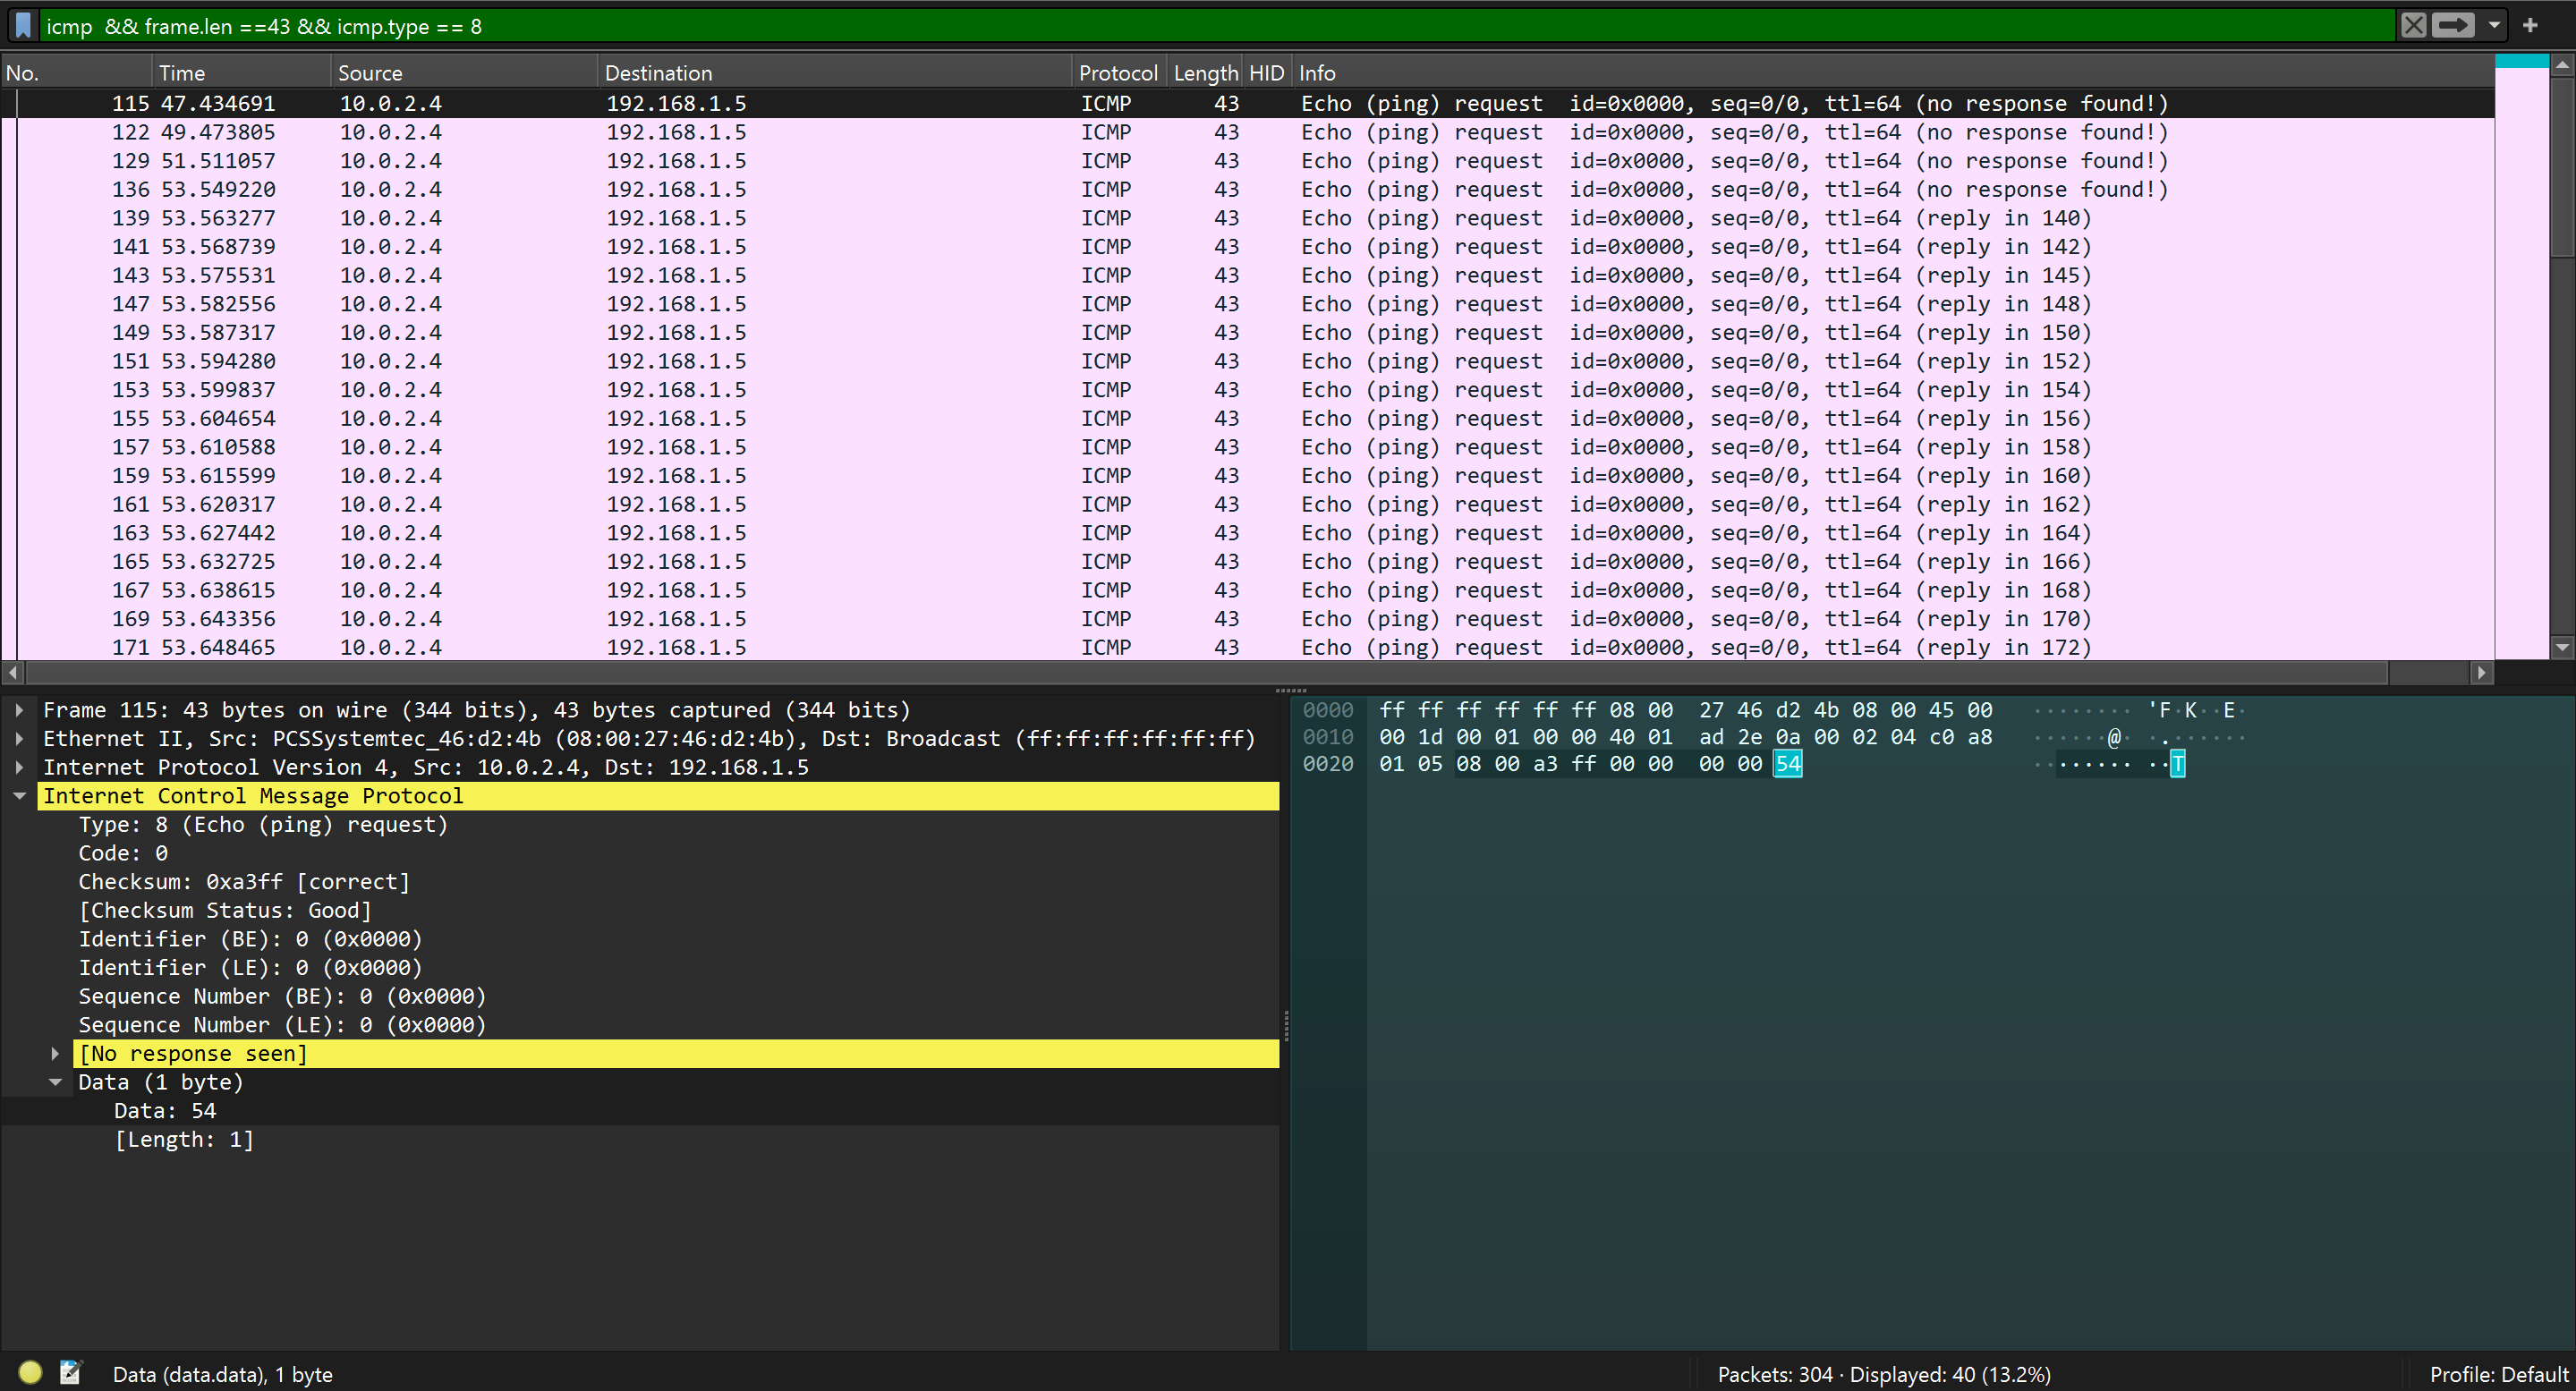 icmp  && frame.len ==43 && icmp.type == 8
No. Time Source Destination Protocol Length HID Info
115 47.434691 10.0.2.4 192.168.1.5 ICMP 43 Echo (ping) request  id=0x0000, seq=0/0, ttl=64 (no response found!)
122 49.473805 10.0.2.4 192.168.1.5 ICMP 43 Echo (ping) request  id=0x0000, seq=0/0, ttl=64 (no response found!)
129 51.511057 10.0.2.4 192.168.1.5 ICMP 43 Echo (ping) request  id=0x0000, seq=0/0, ttl=64 (no response found!)
136 53.549220 10.0.2.4 192.168.1.5 ICMP 43 Echo (ping) request  id=0x0000, seq=0/0, ttl=64 (no response found!)
139 53.563277 10.0.2.4 192.168.1.5 ICMP 43 Echo (ping) request  id=0x0000, seq=0/0, ttl=64 (reply in 140)
141 53.568739 10.0.2.4 192.168.1.5 ICMP 43 Echo (ping) request  id=0x0000, seq=0/0, ttl=64 (reply in 142)
143 53.575531 10.0.2.4 192.168.1.5 ICMP 43 Echo (ping) request  id=0x0000, seq=0/0, ttl=64 (reply in 145)
147 53.582556 10.0.2.4 192.168.1.5 ICMP 43 Echo (ping) request  id=0x0000, seq=0/0, ttl=64 (reply in 148)
149 53.587317 10.0.2.4 192.168.1.5 ICMP 43 Echo (ping) request  id=0x0000, seq=0/0, ttl=64 (reply in 150)
151 53.594280 10.0.2.4 192.168.1.5 ICMP 43 Echo (ping) request  id=0x0000, seq=0/0, ttl=64 (reply in 152)
153 53.599837 10.0.2.4 192.168.1.5 ICMP 43 Echo (ping) request  id=0x0000, seq=0/0, ttl=64 (reply in 154)
155 53.604654 10.0.2.4 192.168.1.5 ICMP 43 Echo (ping) request  id=0x0000, seq=0/0, ttl=64 (reply in 156)
157 53.610588 10.0.2.4 192.168.1.5 ICMP 43 Echo (ping) request  id=0x0000, seq=0/0, ttl=64 (reply in 158)
159 53.615599 10.0.2.4 192.168.1.5 ICMP 43 Echo (ping) request  id=0x0000, seq=0/0, ttl=64 (reply in 160)
161 53.620317 10.0.2.4 192.168.1.5 ICMP 43 Echo (ping) request  id=0x0000, seq=0/0, ttl=64 (reply in 162)
163 53.627442 10.0.2.4 192.168.1.5 ICMP 43 Echo (ping) request  id=0x0000, seq=0/0, ttl=64 (reply in 164)
165 53.632725 10.0.2.4 192.168.1.5 ICMP 43 Echo (ping) request  id=0x0000, seq=0/0, ttl=64 (reply in 166)
167 53.638615 10.0.2.4 192.168.1.5 ICMP 43 Echo (ping) request  id=0x0000, seq=0/0, ttl=64 (reply in 168)
169 53.643356 10.0.2.4 192.168.1.5 ICMP 43 Echo (ping) request  id=0x0000, seq=0/0, ttl=64 (reply in 170)
171 53.648465 10.0.2.4 192.168.1.5 ICMP 43 Echo (ping) request  id=0x0000, seq=0/0, ttl=64 (reply in 172)
Frame 115: 43 bytes on wire (344 bits), 43 bytes captured (344 bits)
Ethernet II, Src: PCSSystemtec_46:d2:4b (08:00:27:46:d2:4b), Dst: Broadcast (ff:ff:ff:ff:ff:ff)
Internet Protocol Version 4, Src: 10.0.2.4, Dst: 192.168.1.5
Internet Control Message Protocol
Type: 8 (Echo (ping) request)
Code: 0
Checksum: 0xa3ff [correct]
[Checksum Status: Good]
Identifier (BE): 0 (0x0000)
Identifier (LE): 0 (0x0000)
Sequence Number (BE): 0 (0x0000)
Sequence Number (LE): 0 (0x0000)
[No response seen]
Data (1 byte)
Data: 54
[Length: 1]
0000 ff ff ff ff ff ff 08 00  27 46 d2 4b 08 00 45 00 ········ 'F·K··E·
0010 00 1d 00 01 00 00 40 01  ad 2e 0a 00 02 04 c0 a8 ······@· ·.······
0020 01 05 08 00 a3 ff 00 00  00 00 54 ········ ··T
Data (data.data), 1 byte
Packets: 304 · Displayed: 40 (13.2%)
Profile: Default